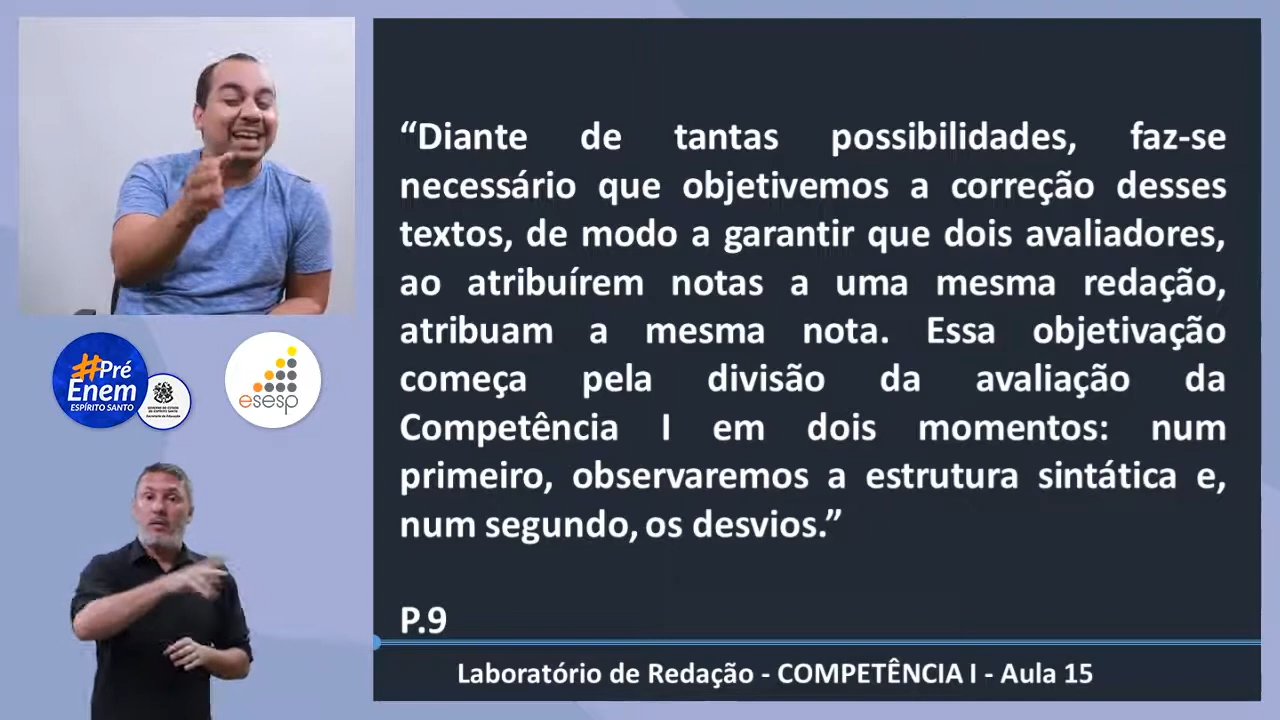 “Diante de tantas possibilidades, faz-se
necessário que objetivemos a correção desses
textos, de modo a garantir que dois avaliadores,
ao atribuírem notas a uma mesma redação,
atribuam a mesma nota. Essa objetivação
começa pela divisão da avaliação da
Competência I em dois momentos: num
primeiro, observaremos a estrutura sintática e,
num segundo, os desvios.”
P.9
Laboratório de Redação - COMPETÊNCIA I - Aula 15
#Pré
Enem
ESPÍRITO SANTO
esesp